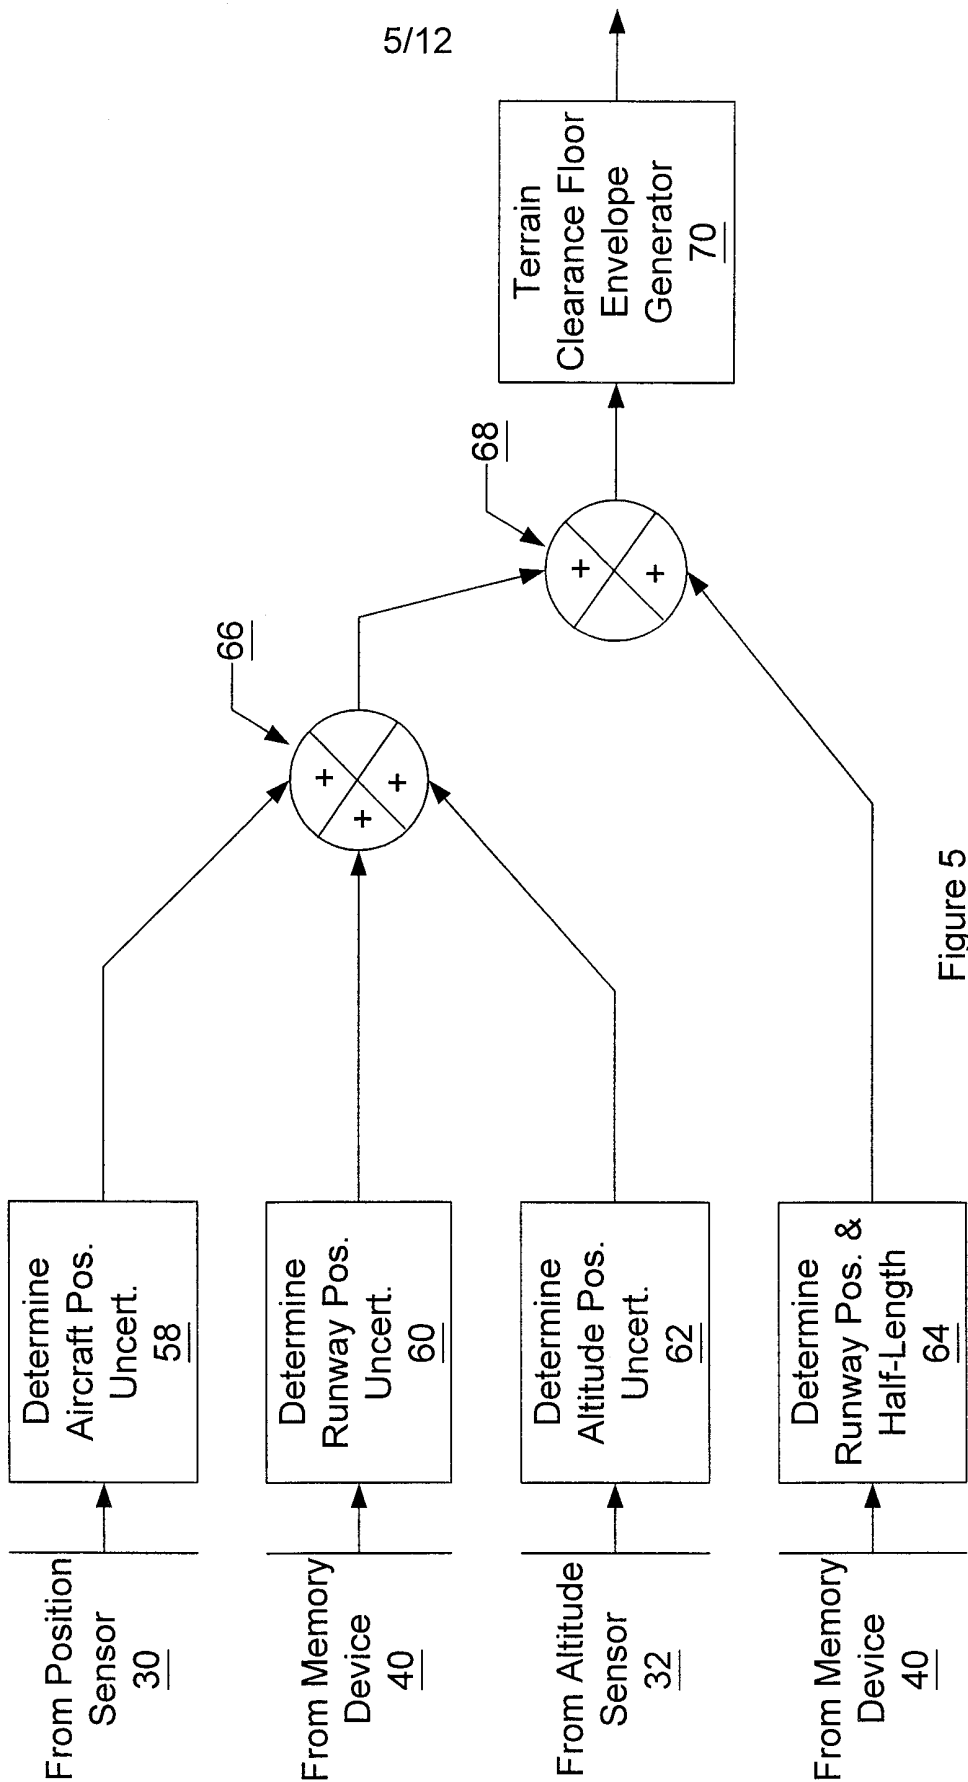 5/12
From Position
Sensor
30
Determine
Aircraft Pos.
Uncert.
58
From Memory
Device
40
Determine
Runway Pos.
Uncert.
60
From Altitude
Sensor
32
Determine
Altitude Pos.
Uncert.
62
From Memory
Device
40
Determine
Runway Pos. &
Half-Length
64
66
+
+
+
68
+
+
Terrain
Clearance Floor
Envelope
Generator
70
Figure 5